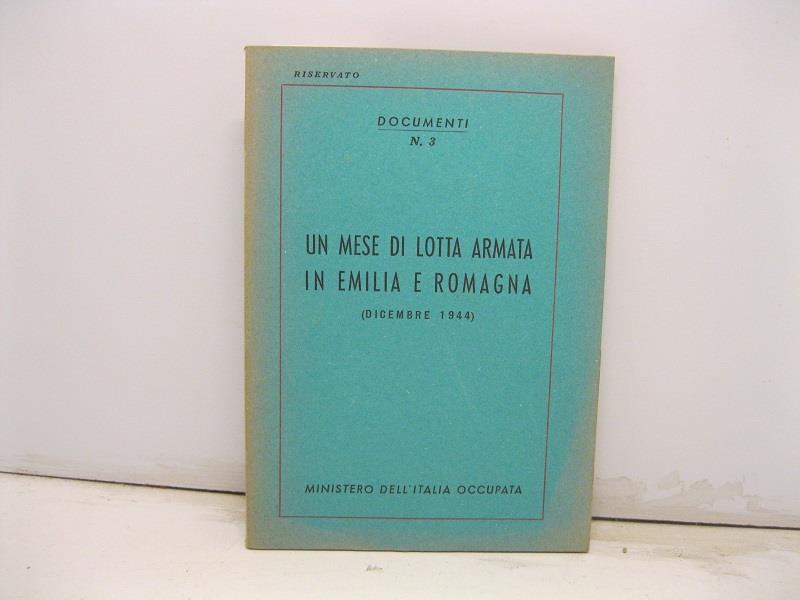 RISERVATO
DOCUMENTI
N. 3
UN MESE DI LOTTA ARMATA
IN EMILIA E ROMAGNA
(DICEMBRE 1944)
MINISTERO DELL'ITALIA OCCUPATA